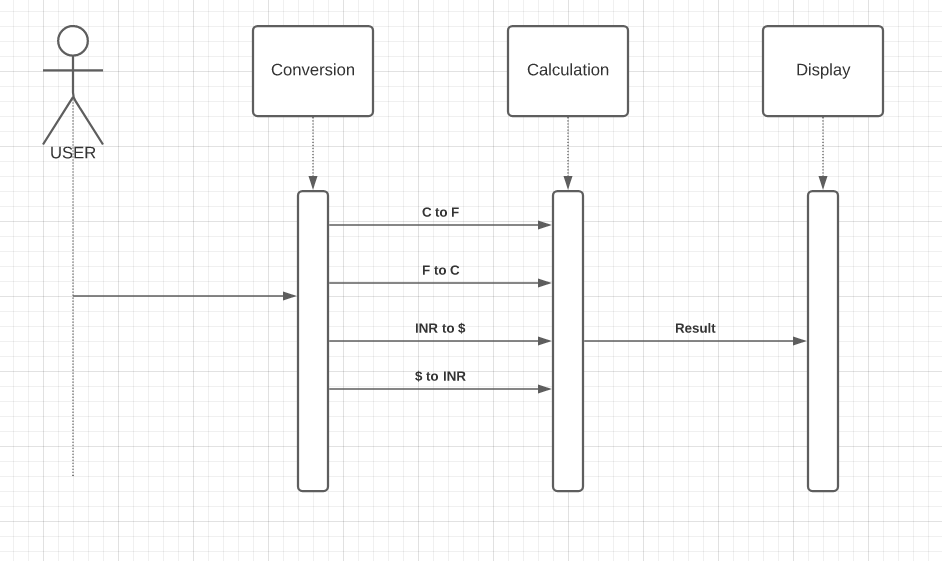 Conversion
Calculation
Display
USER
C to F
F to C
INR to $
Result
$ to INR